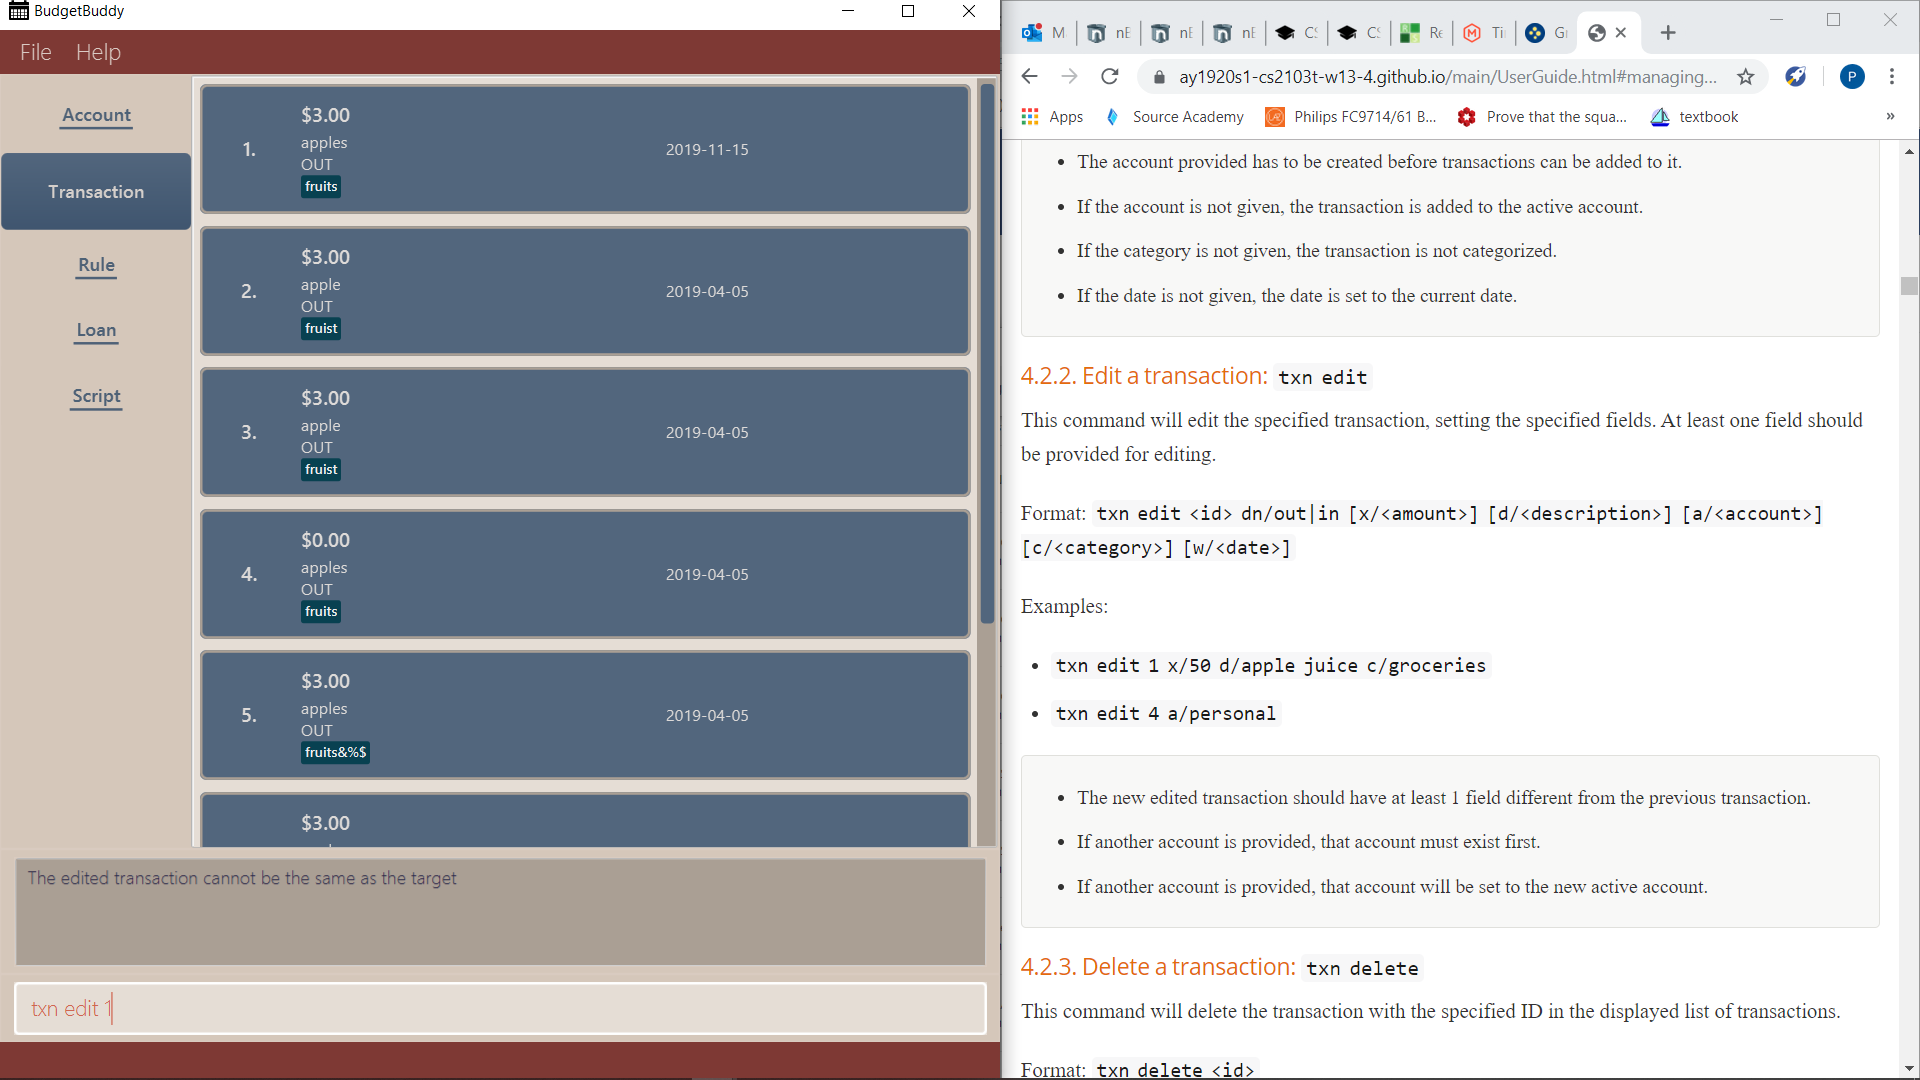 BudgetBuddy
File Help
Account
Transaction
Rule
Loan
Script
$3.00
1.
apples
OUT
fruits
2019-11-15
$3.00
2.
apple
OUT
fruist
2019-04-05
$3.00
3.
apple
OUT
fruist
2019-04-05
$0.00
4.
apples
OUT
fruits
2019-04-05
$3.00
5.
apples
OUT
fruits&%$
2019-04-05
$3.00
The edited transaction cannot be the same as the target
txn edit 1
M nE nE nE CS CS Re Ti G
ay1920s1-cs2103t-w13-4.github.io/main/UserGuide.html#managing...
P
Apps Source Academy Philips FC9714/61 B... Prove that the squa... textbook »
• The account provided has to be created before transactions can be added to it.
• If the account is not given, the transaction is added to the active account.
• If the category is not given, the transaction is not categorized.
• If the date is not given, the date is set to the current date.
4.2.2. Edit a transaction: txn edit
This command will edit the specified transaction, setting the specified fields. At least one field should
be provided for editing.
Format: txn edit <id> dn/out|in [x/<amount>] [d/<description>] [a/<account>]
[c/<category>] [w/<date>]
Examples:
• txn edit 1 x/50 d/apple juice c/groceries
• txn edit 4 a/personal
• The new edited transaction should have at least 1 field different from the previous transaction.
• If another account is provided, that account must exist first.
• If another account is provided, that account will be set to the new active account.
4.2.3. Delete a transaction: txn delete
This command will delete the transaction with the specified ID in the displayed list of transactions.
Format: txn delete <id>